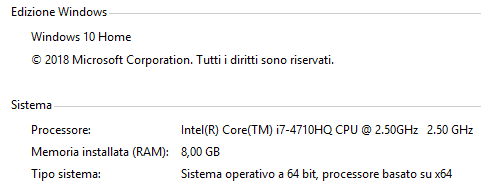 Edizione Windows
Windows 10 Home
© 2018 Microsoft Corporation. Tutti i diritti sono riservati.
Sistema
Processore: Intel(R) Core(TM) i7-4710HQ CPU @ 2.50GHz 2.50 GHz
Memoria installata (RAM): 8,00 GB
Tipo sistema: Sistema operativo a 64 bit, processore basato su x64